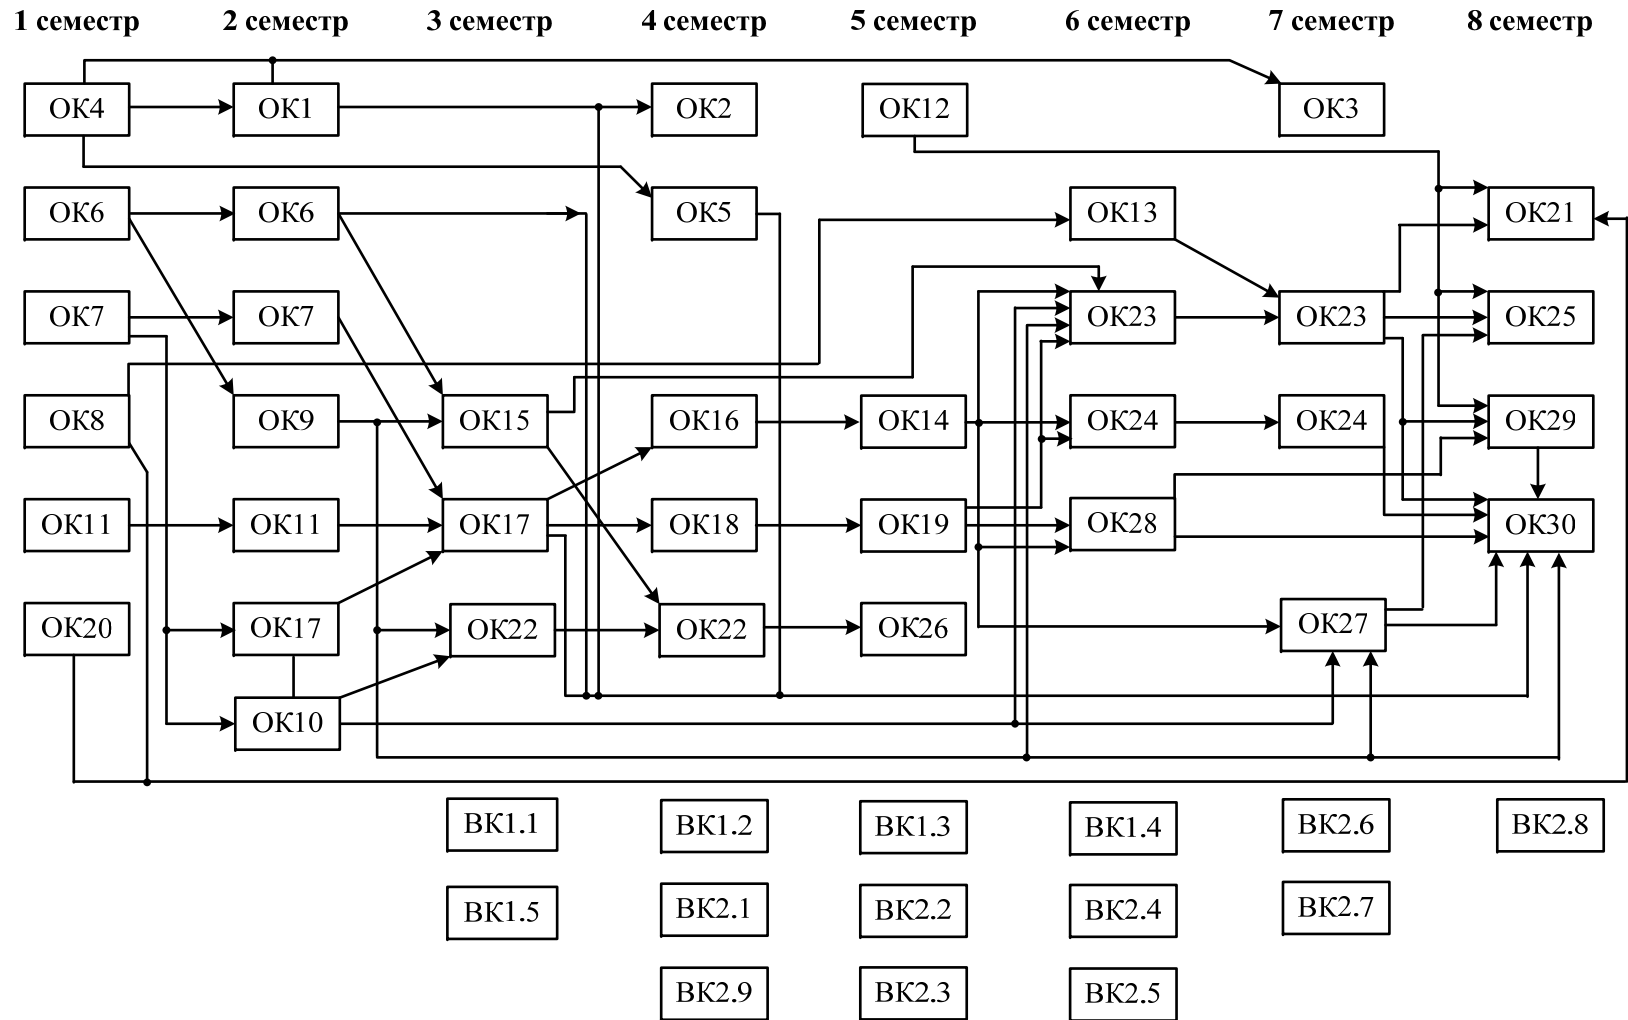 1 семестр 2 семестр 3 семестр 4 семестр 5 семестр 6 семестр 7 семестр 8 семестр
ОК4 ОК1 ОК2 ОК12 ОК3
ОК6 ОК6 ОК5 ОК13 ОК21
ОК7 ОК7 ОК23 ОК23 ОК25
ОК8 ОК9 ОК15 ОК16 ОК14 ОК24 ОК24 ОК29
ОК11 ОК11 ОК17 ОК18 ОК19 ОК28 ОК30
ОК20 ОК17 ОК22 ОК22 ОК26 ОК27
ОК10
ВК1.1 ВК1.2 ВК1.3 ВК1.4 ВК2.6 ВК2.8
ВК1.5 ВК2.1 ВК2.2 ВК2.4 ВК2.7
ВК2.9 ВК2.3 ВК2.5